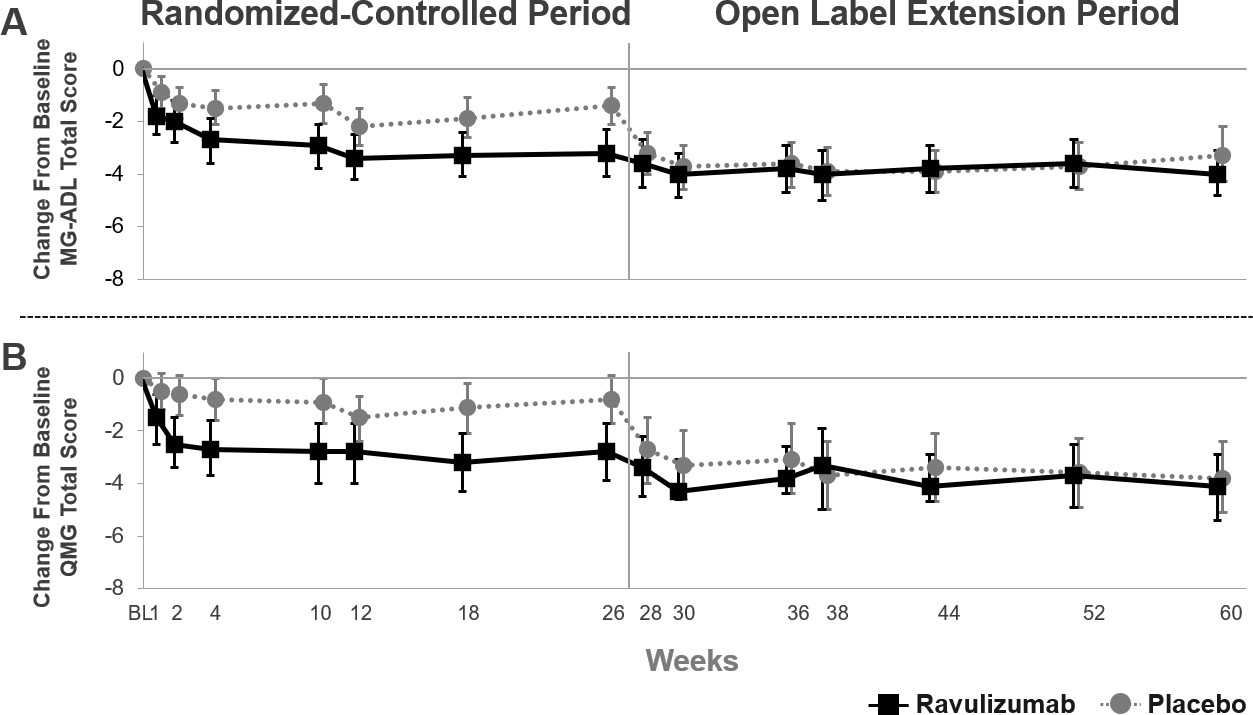 A
Randomized-Controlled Period
Open Label Extension Period
Change From Baseline
MG-ADL Total Score
0
-2
-4
-6
-8
B
Change From Baseline
QMG Total Score
0
-2
-4
-6
-8
BL1 2 4 10 12 18 26 28 30 36 38 44 52 60
Weeks
Ravulizumab Placebo